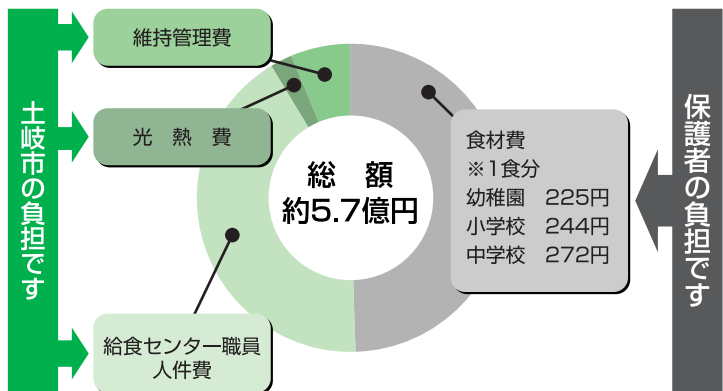 土岐市の負担です
維持管理費
光熱費
給食センター職員
人件費
総額
約5.7億円
食材費
※1食分
幼稚園 225円
小学校 244円
中学校 272円
保護者の負担です